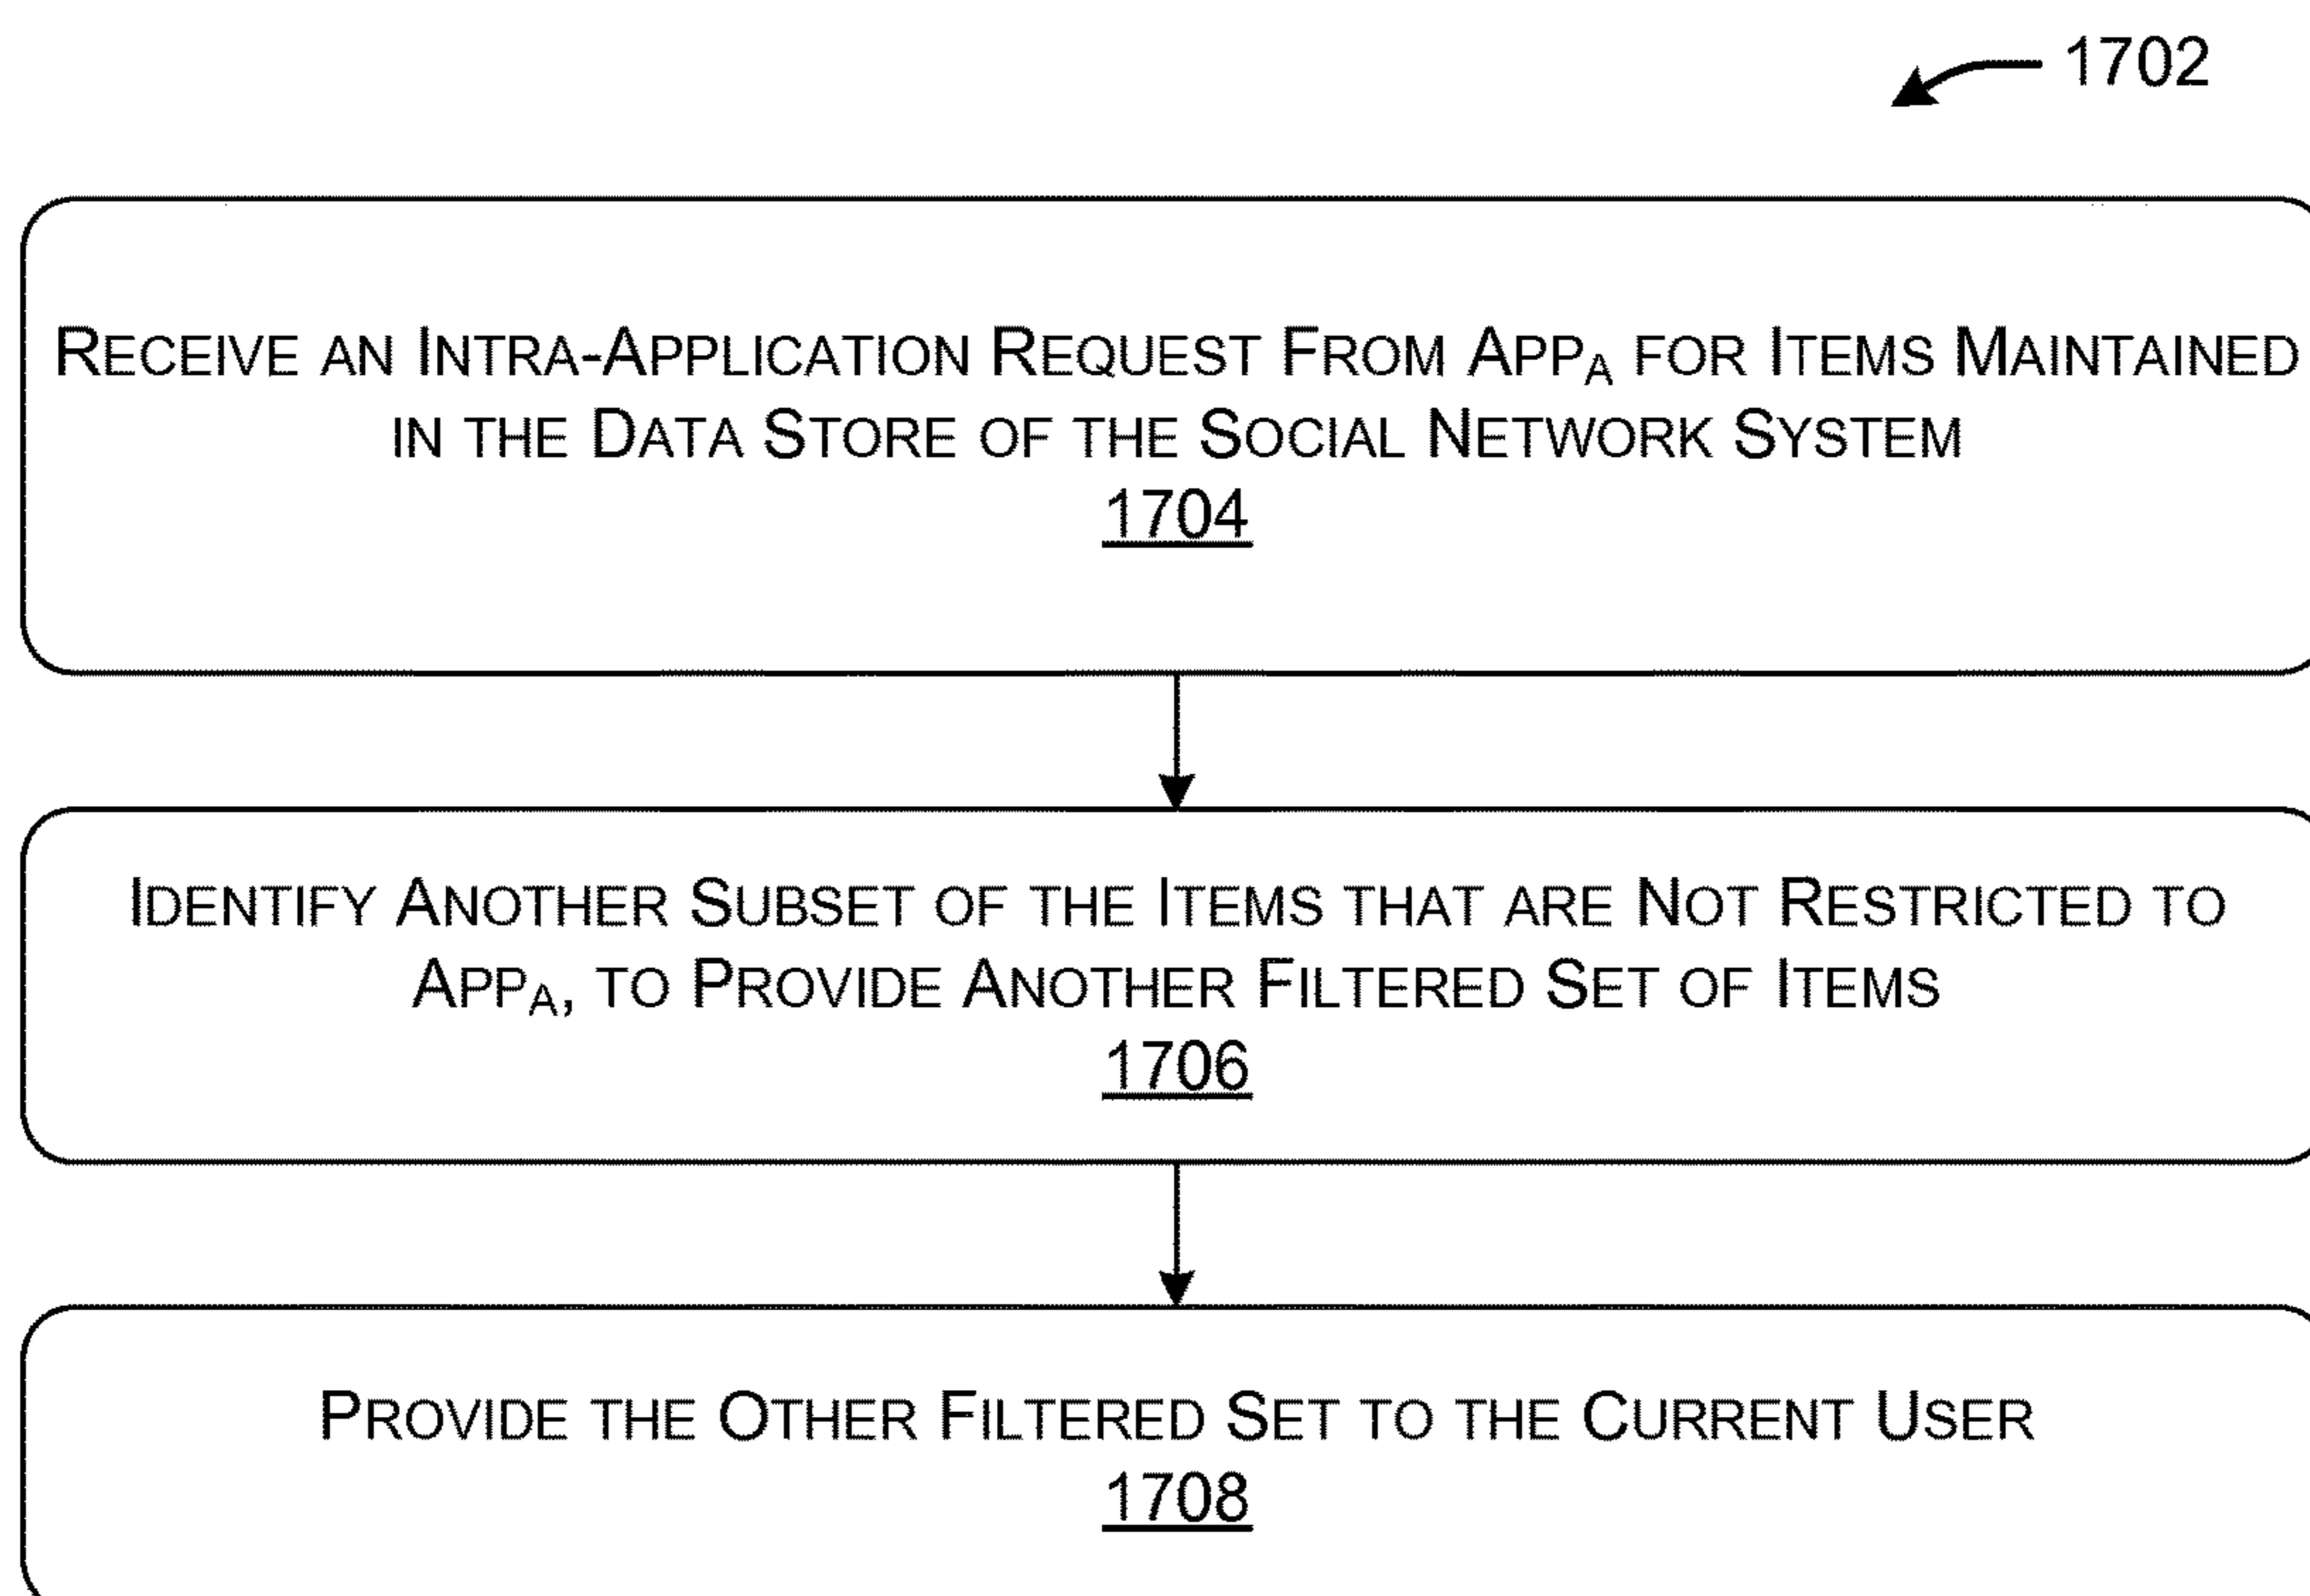 1702
RECEIVE AN INTRA-APPLICATION REQUEST FROM APPA FOR ITEMS MAINTAINED
IN THE DATA STORE OF THE SOCIAL NETWORK SYSTEM
1704
IDENTIFY ANOTHER SUBSET OF THE ITEMS THAT ARE NOT RESTRICTED TO
APPA, TO PROVIDE ANOTHER FILTERED SET OF ITEMS
1706
PROVIDE THE OTHER FILTERED SET TO THE CURRENT USER
1708